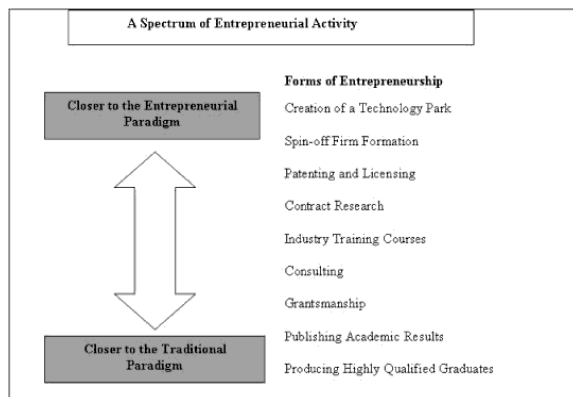 A Spectrum of Entrepreneurial Activity
Forms of Entrepreneurship
Closer to the Entrepreneurial
Paradigm
Creation of a Technology Park
Spin-off Firm Formation
Patenting and Licensing
Contract Research
Industry Training Courses
Consulting
Grantsmanship
Publishing Academic Results
Closer to the Traditional
Paradigm
Producing Highly Qualified Graduates